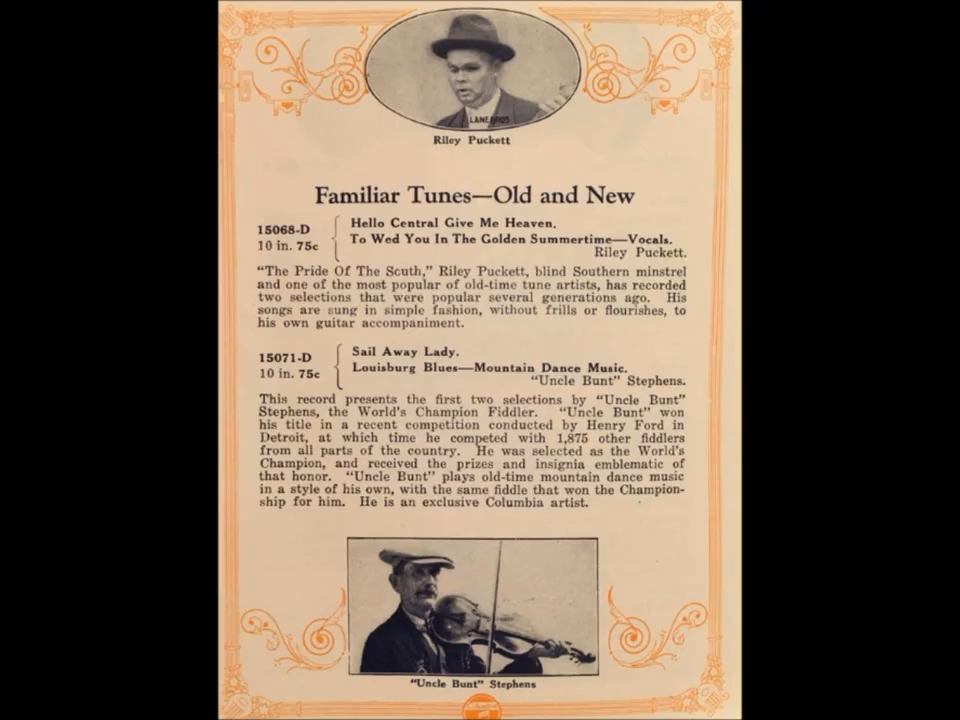 LANE BROS
Riley Puckett
Familiar Tunes—Old and New
15068-D
10 in. 75c
Hello Central Give Me Heaven.
To Wed You In The Golden Summertime—Vocals.
Riley Puckett.
"The Pride Of The South," Riley Puckett, blind Southern minstrel
and one of the most popular of old-time tune artists, has recorded
two selections that were popular several generations ago. His
songs are sung in simple fashion, without frills or flourishes, to
his own guitar accompaniment.
15071-D
10 in. 75c
Sail Away Lady.
Louisburg Blues—Mountain Dance Music.
"Uncle Bunt" Stephens.
This record presents the first two selections by "Uncle Bunt"
Stephens, the World's Champion Fiddler. "Uncle Bunt" won
his title in a recent competition conducted by Henry Ford in
Detroit, at which time he competed with 1,875 other fiddlers
from all parts of the country. He was selected as the World's
Champion, and received the prizes and insignia emblematic of
that honor. "Uncle Bunt" plays old-time mountain dance music
in a style of his own, with the same fiddle that won the Champion-
ship for him. He is an exclusive Columbia artist.
"Uncle Bunt" Stephens